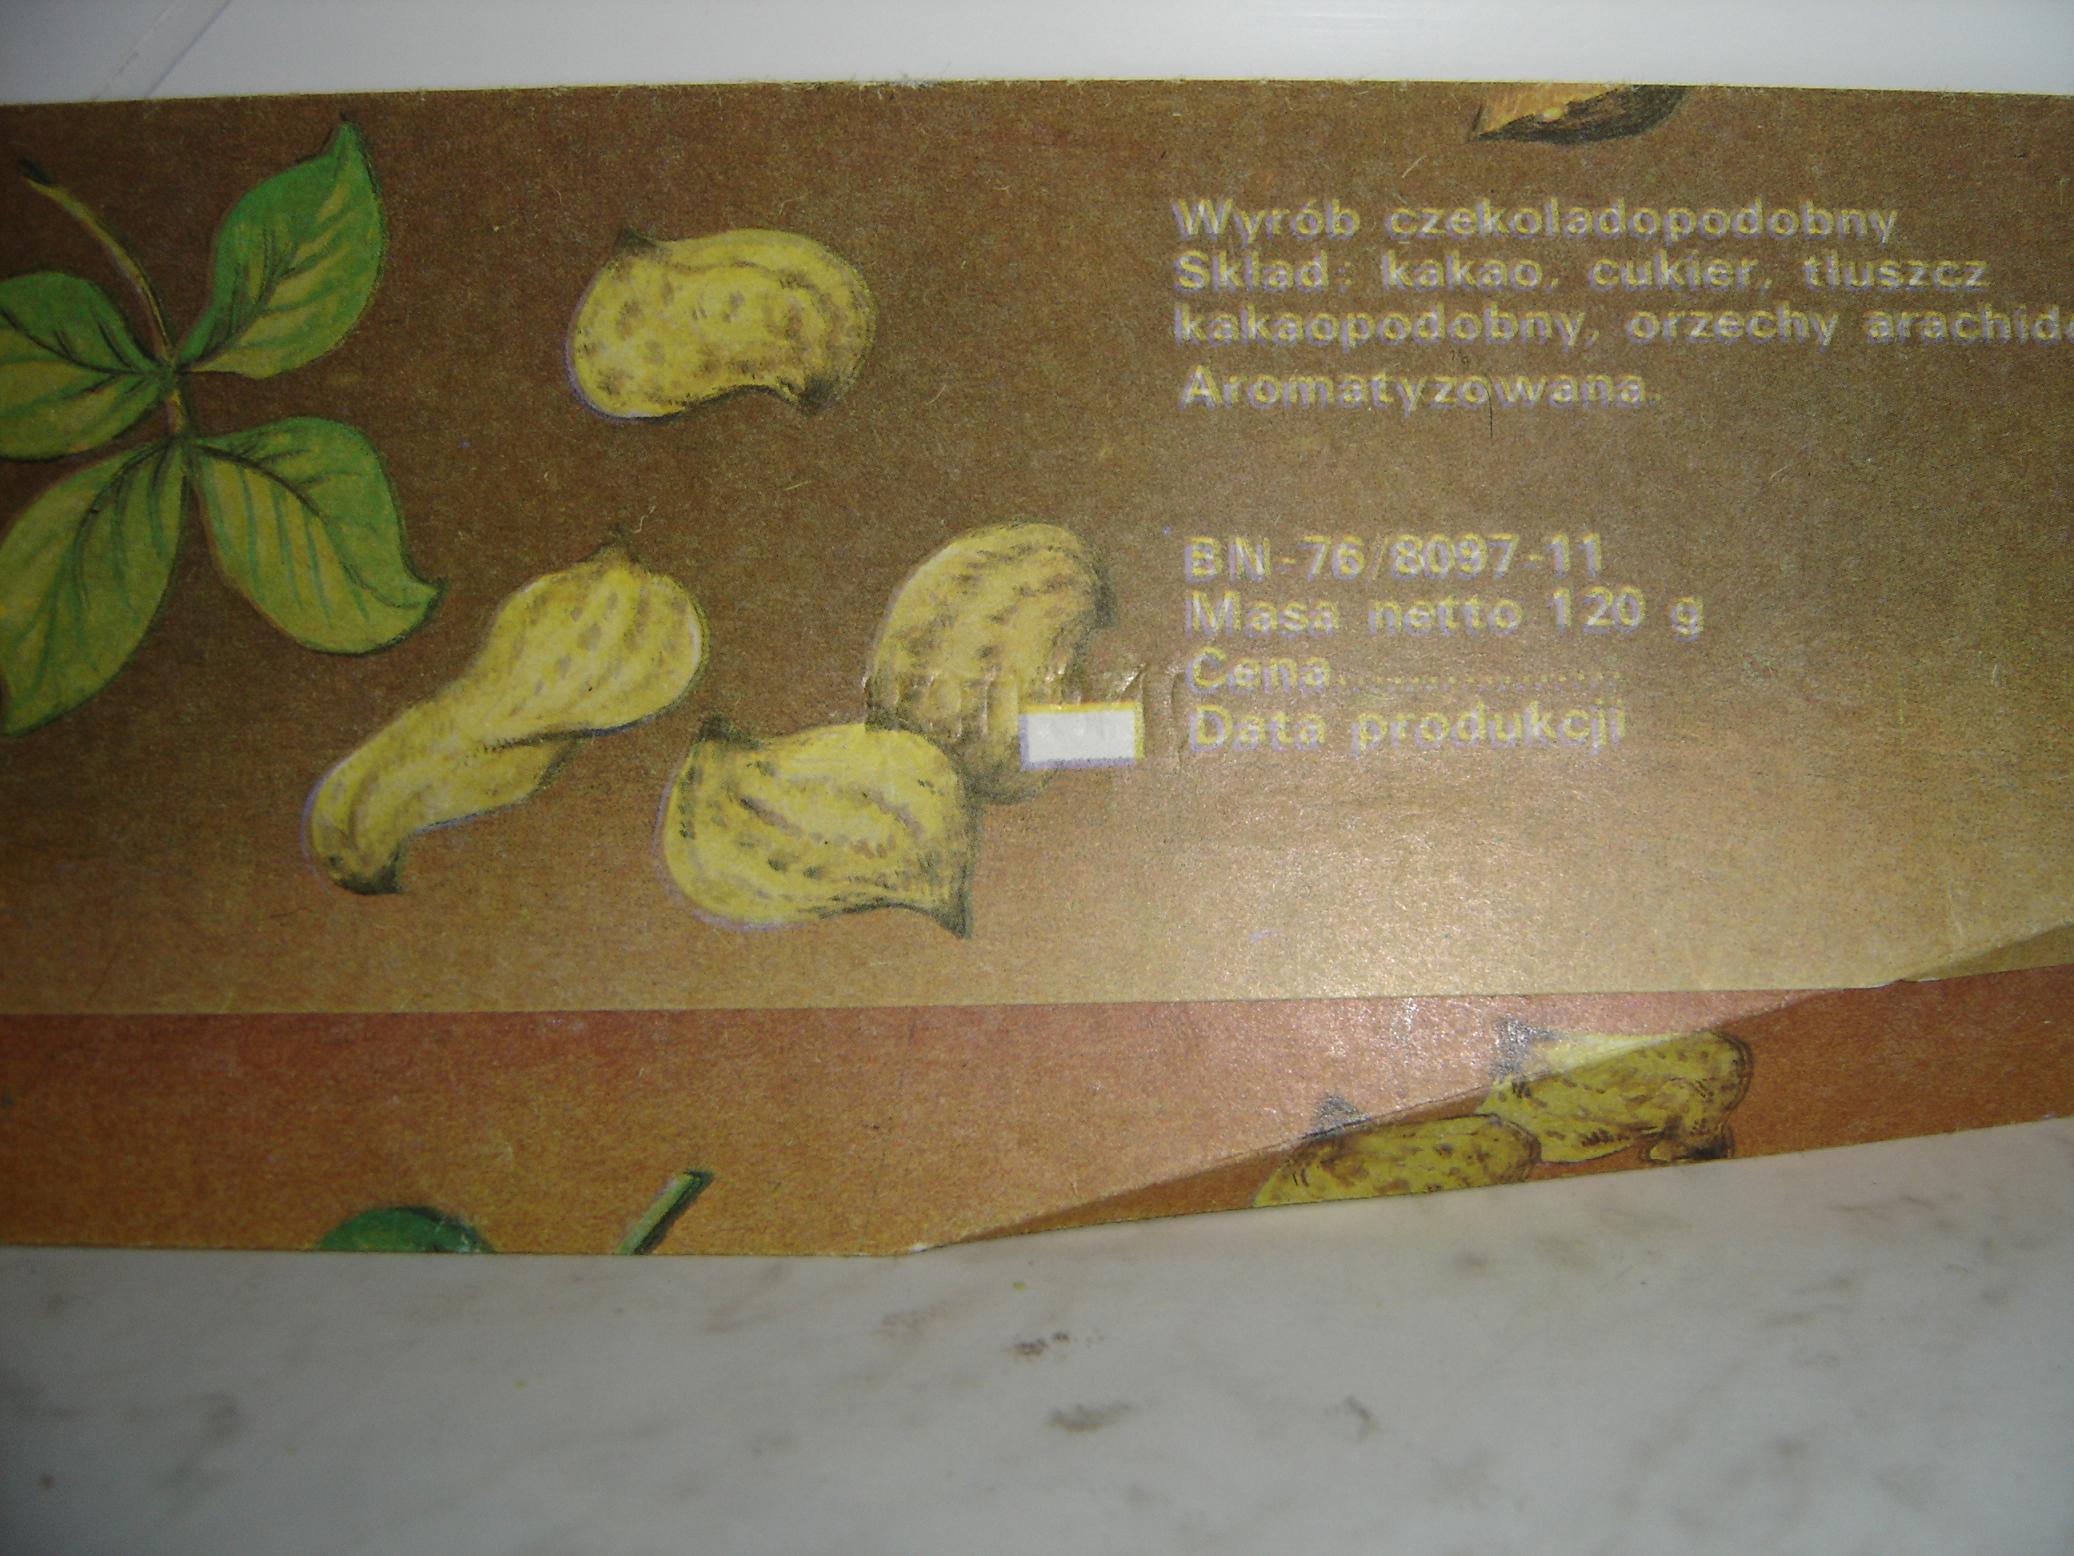 Wyrób czekoladopodobny
Skład: kakao, cukier, tłuszcz
kakaopodobny, orzechy
Aromatyzowana.
BN-76/8097-11
Masa netto 120 g
Cena.................
Data produkcji